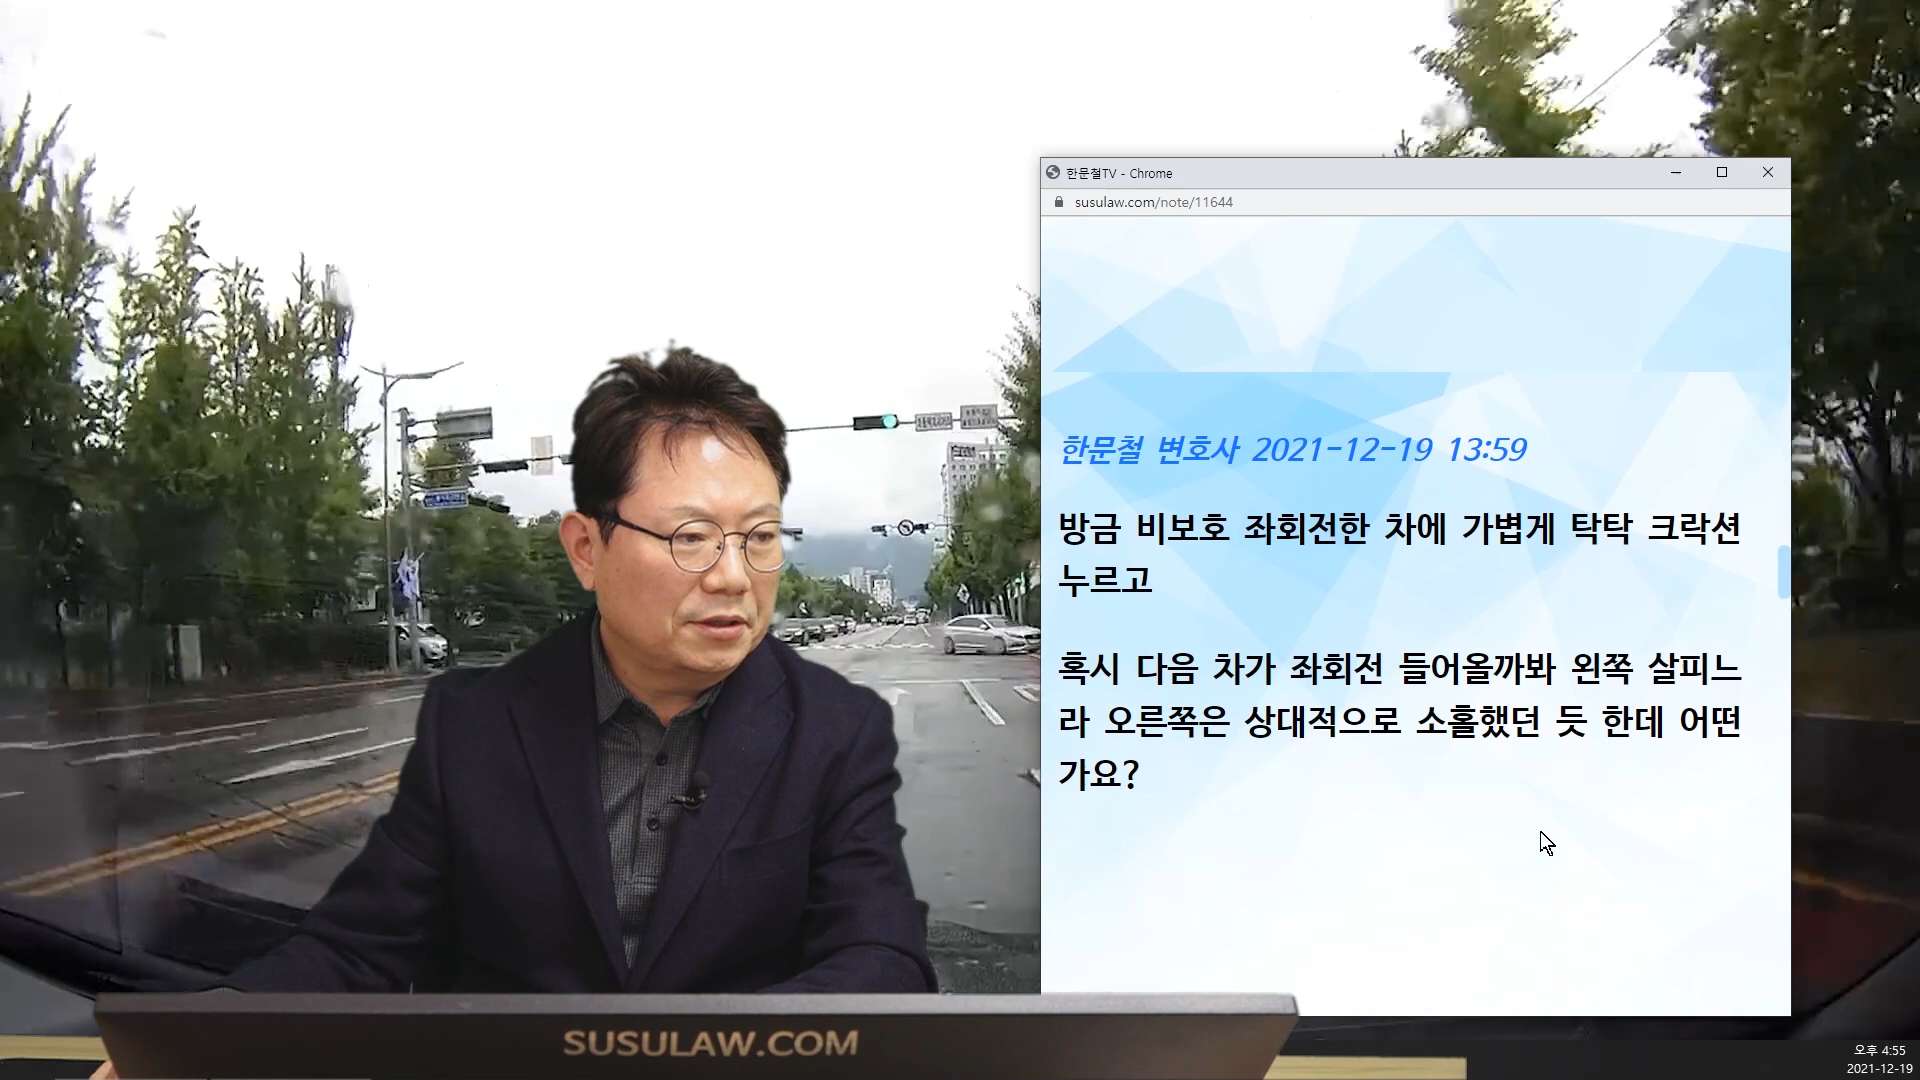 한문철TV - Chrome
susulaw.com/note/11644
한문철 변호사 2021-12-19 13:59
방금 비보호 좌회전한 차에 가볍게 탁탁 크락션
누르고
혹시 다음 차가 좌회전 들어올까봐 왼쪽 살피느
라 오른쪽은 상대적으로 소홀했던 듯 한데 어떤
가요?
SUSULAW.COM
오후 4:55
2021-12-19